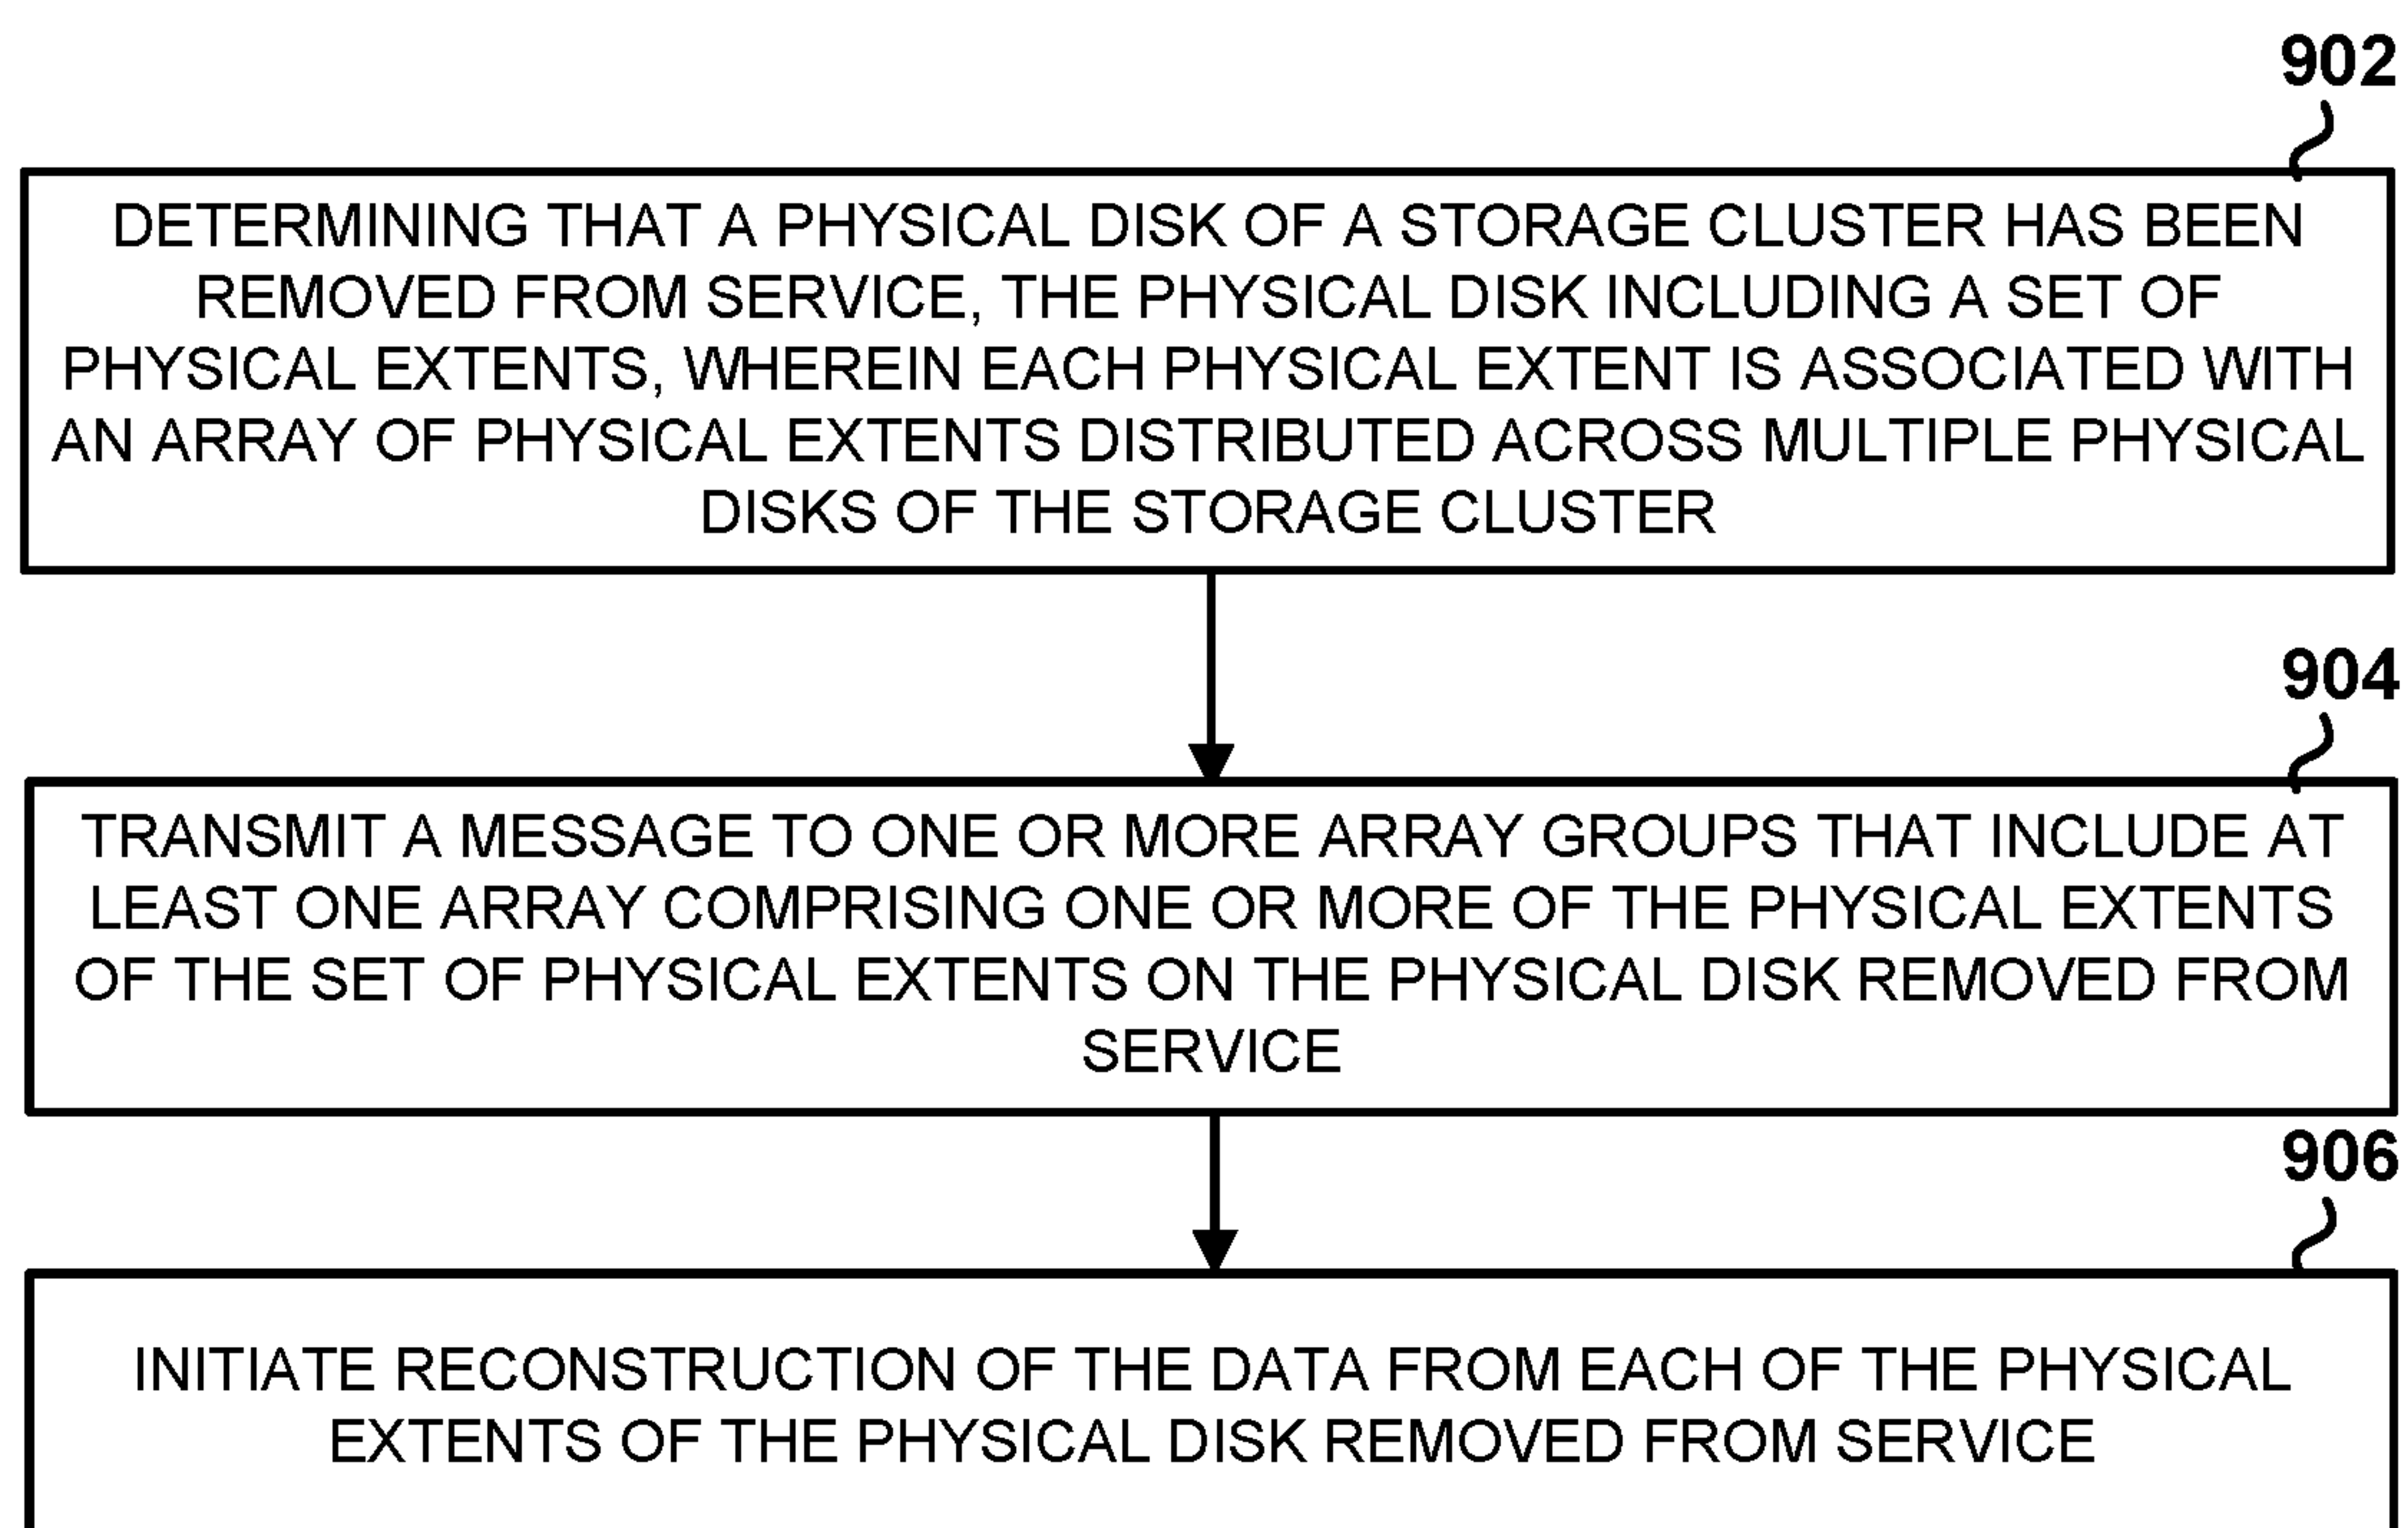 902
DETERMINING THAT A PHYSICAL DISK OF A STORAGE CLUSTER HAS BEEN
REMOVED FROM SERVICE, THE PHYSICAL DISK INCLUDING A SET OF
PHYSICAL EXTENTS, WHEREIN EACH PHYSICAL EXTENT IS ASSOCIATED WITH
AN ARRAY OF PHYSICAL EXTENTS DISTRIBUTED ACROSS MULTIPLE PHYSICAL
DISKS OF THE STORAGE CLUSTER
904
TRANSMIT A MESSAGE TO ONE OR MORE ARRAY GROUPS THAT INCLUDE AT
LEAST ONE ARRAY COMPRISING ONE OR MORE OF THE PHYSICAL EXTENTS
OF THE SET OF PHYSICAL EXTENTS ON THE PHYSICAL DISK REMOVED FROM
SERVICE
906
INITIATE RECONSTRUCTION OF THE DATA FROM EACH OF THE PHYSICAL
EXTENTS OF THE PHYSICAL DISK REMOVED FROM SERVICE